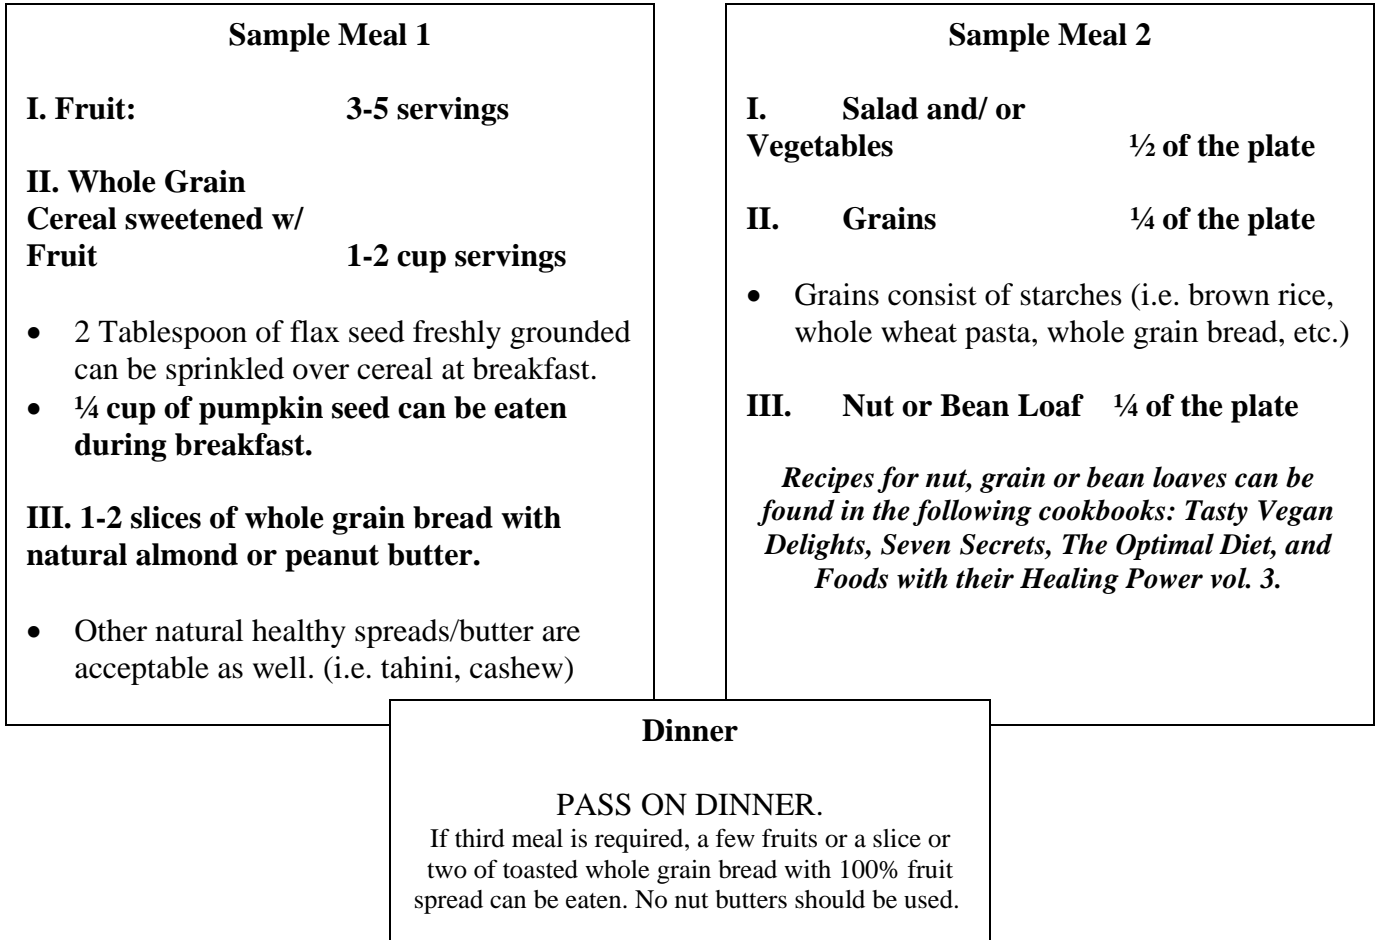 Sample Meal 1
I. Fruit: 3-5 servings
II. Whole Grain
Cereal sweetened w/
Fruit 1-2 cup servings
• 2 Tablespoon of flax seed freshly grounded
can be sprinkled over cereal at breakfast.
• ¼ cup of pumpkin seed can be eaten
during breakfast.
III. 1-2 slices of whole grain bread with
natural almond or peanut butter.
• Other natural healthy spreads/butter are
acceptable as well. (i.e. tahini, cashew)
Sample Meal 2
I. Salad and/ or
Vegetables ½ of the plate
II. Grains ¼ of the plate
• Grains consist of starches (i.e. brown rice,
whole wheat pasta, whole grain bread, etc.)
III. Nut or Bean Loaf ¼ of the plate
Recipes for nut, grain or bean loaves can be
found in the following cookbooks: Tasty Vegan
Delights, Seven Secrets, The Optimal Diet, and
Foods with their Healing Power vol. 3.
Dinner
PASS ON DINNER.
If third meal is required, a few fruits or a slice or
two of toasted whole grain bread with 100% fruit
spread can be eaten. No nut butters should be used.